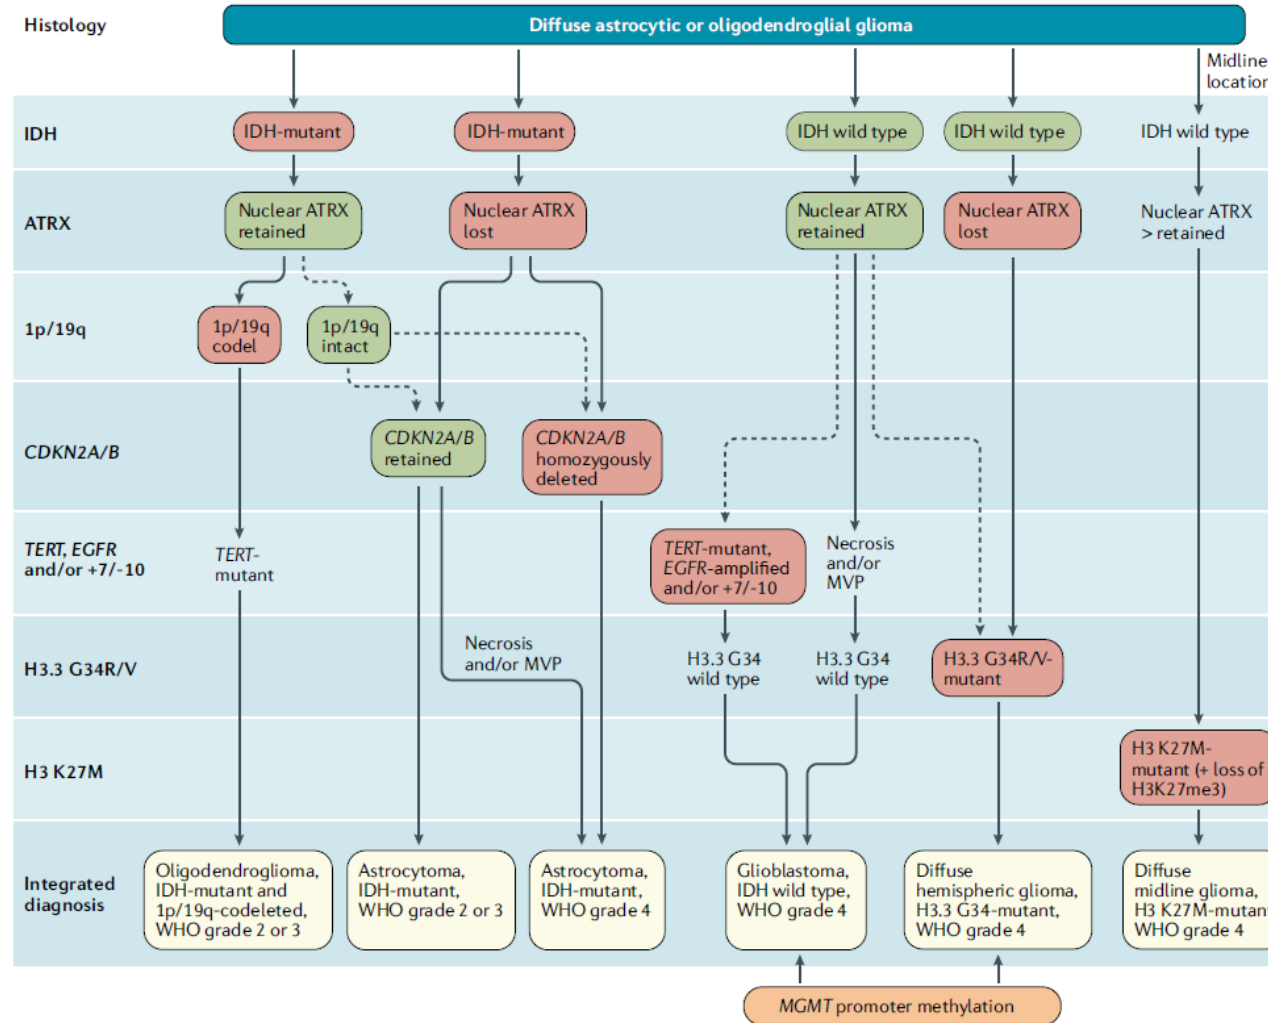 Histology
Diffuse astrocytic or oligodendroglial glioma
Midline
location
IDH
IDH-mutant
IDH-mutant
IDH wild type
IDH wild type
IDH wild type
ATRX
Nuclear ATRX
retained
Nuclear ATRX
lost
Nuclear ATRX
retained
Nuclear ATRX
lost
Nuclear ATRX
> retained
1p/19q
1p/19q
codel
1p/19q
intact
CDKN2A/B
CDKN2A/B
retained
CDKN2A/B
homozygously
deleted
TERT, EGFR
and/or +7/-10
TERT-
mutant
TERT-mutant,
EGFR-amplified
and/or +7/-10
Necrosis
and/or
MVP
H3.3 G34R/V
Necrosis
and/or MVP
H3.3 G34
wild type
H3.3 G34
wild type
H3.3 G34R/V-
mutant
H3 K27M
H3 K27M-
mutant (+ loss of
H3K27me3)
Integrated
diagnosis
Oligodendroglioma,
IDH-mutant and
1p/19q-codeleted,
WHO grade 2 or 3
Astrocytoma,
IDH-mutant,
WHO grade 2 or 3
Astrocytoma,
IDH-mutant,
WHO grade 4
Glioblastoma,
IDH wild type,
WHO grade 4
Diffuse
hemispheric glioma,
H3.3 G34-mutant,
WHO grade 4
Diffuse
midline glioma,
H3 K27M-mutant
WHO grade 4
MGMT promoter methylation